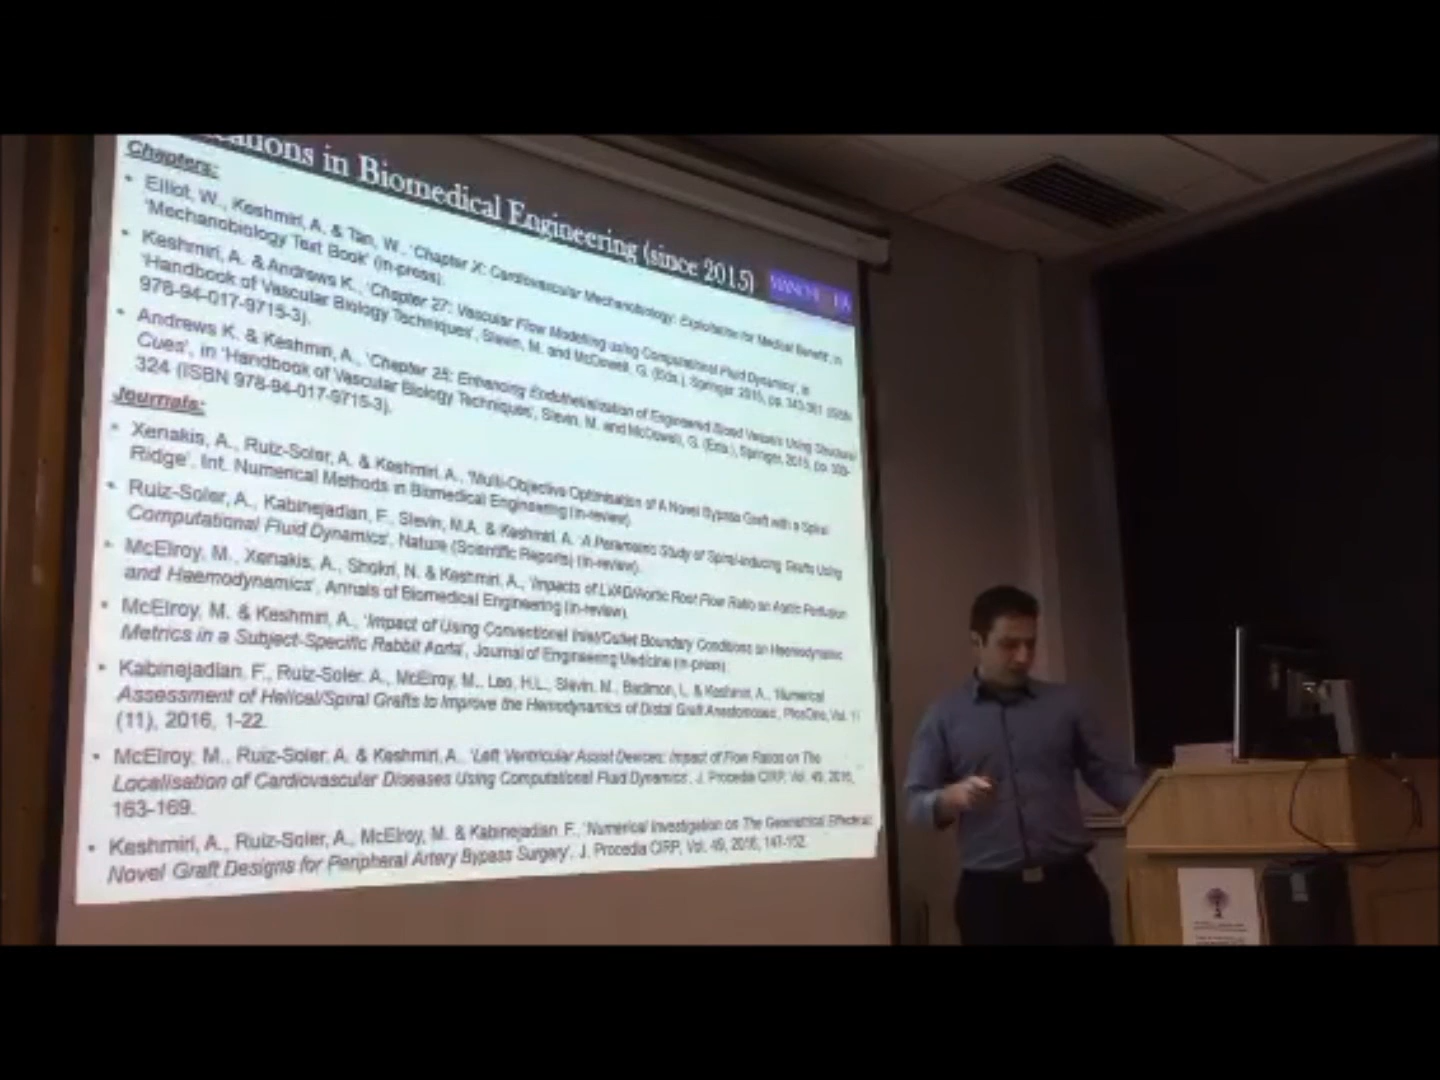 ications in Biomedical Engineering (since 2015)
Chapters:
• Elliot, W., Keshmiri, A. & Tan, W., 'Chapter X: Cardiovascular Mechanobiology: Exploitation for Medical Benefit', in
'Mechanobiology Text Book' (in-press).
• Keshmiri, A. & Andrews K., 'Chapter 27: Vascular Flow Modelling using Computational Fluid Dynamics', in
'Handbook of Vascular Biology Techniques', Slevin, M. and McDowell, G. (Eds.), Springer, 2015, pp. 343-361 (ISBN
978-94-017-9715-3).
• Andrews K. & Keshmiri, A., 'Chapter 25: Enhancing Endothelialization of Engineered Blood Vessels Using Structural
Cues', in 'Handbook of Vascular Biology Techniques', Slevin, M. and McDowell, G. (Eds.), Springer, 2015, pp.
324 (ISBN 978-94-017-9715-3).
Journals:
• Xenakis, A., Ruiz-Soler, A. & Keshmiri, A., 'Multi-Objective Optimisation of A Novel Bypass Graft with a Spiral
Ridge', Int. Numerical Methods in Biomedical Engineering (in-review).
• Ruiz-Soler, A., Kabinejadian, F., Slevin, M.A. & Keshmiri, A. 'A Parametric Study of Spiral-inducing Grafts Using
Computational Fluid Dynamics', Nature (Scientific Reports) (in-review).
• McElroy, M., Xenakis, A., Shokri, N. & Keshmiri, A., 'Impacts of LVAD/Aortic Root Flow Ratio on Aortic Perfusion
and Haemodynamics', Annals of Biomedical Engineering (in-review).
• McElroy, M. & Keshmiri, A., 'Impact of Using Conventional Inlet/Outlet Boundary Conditions on Haemodynamic
Metrics in a Subject-Specific Rabbit Aorta', Journal of Engineering Medicine (in-press).
• Kabinejadian, F., Ruiz-Soler, A., McElroy, M., Leo, H.L., Slevin, M., Badimon, L. & Keshmiri, A., 'Numerical
Assessment of Helical/Spiral Grafts to Improve the Hemodynamics of Distal Graft Anastomoses', PlosOne, Vol. 11
(11), 2016, 1-22.
• McElroy, M., Ruiz-Soler, A. & Keshmiri, A., 'Left Ventricular Assist Devices: Impact of Flow Ratios on The
Localisation of Cardiovascular Diseases Using Computational Fluid Dynamics', J. Procedia CIRP, Vol. 49, 2016,
163-169.
• Keshmiri, A., Ruiz-Soler, A., McElroy, M. & Kabinejadian, F., 'Numerical Investigation on The Geometrical Effects of
Novel Graft Designs for Peripheral Artery Bypass Surgery', J. Procedia CIRP, Vol. 49, 2016, 147-152.